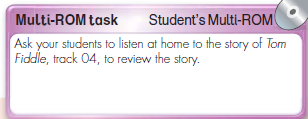 Multi-ROM task Student's Multi-ROM
Ask your students to listen at home to the story of Tom
Fiddle, track 04, to review the story.